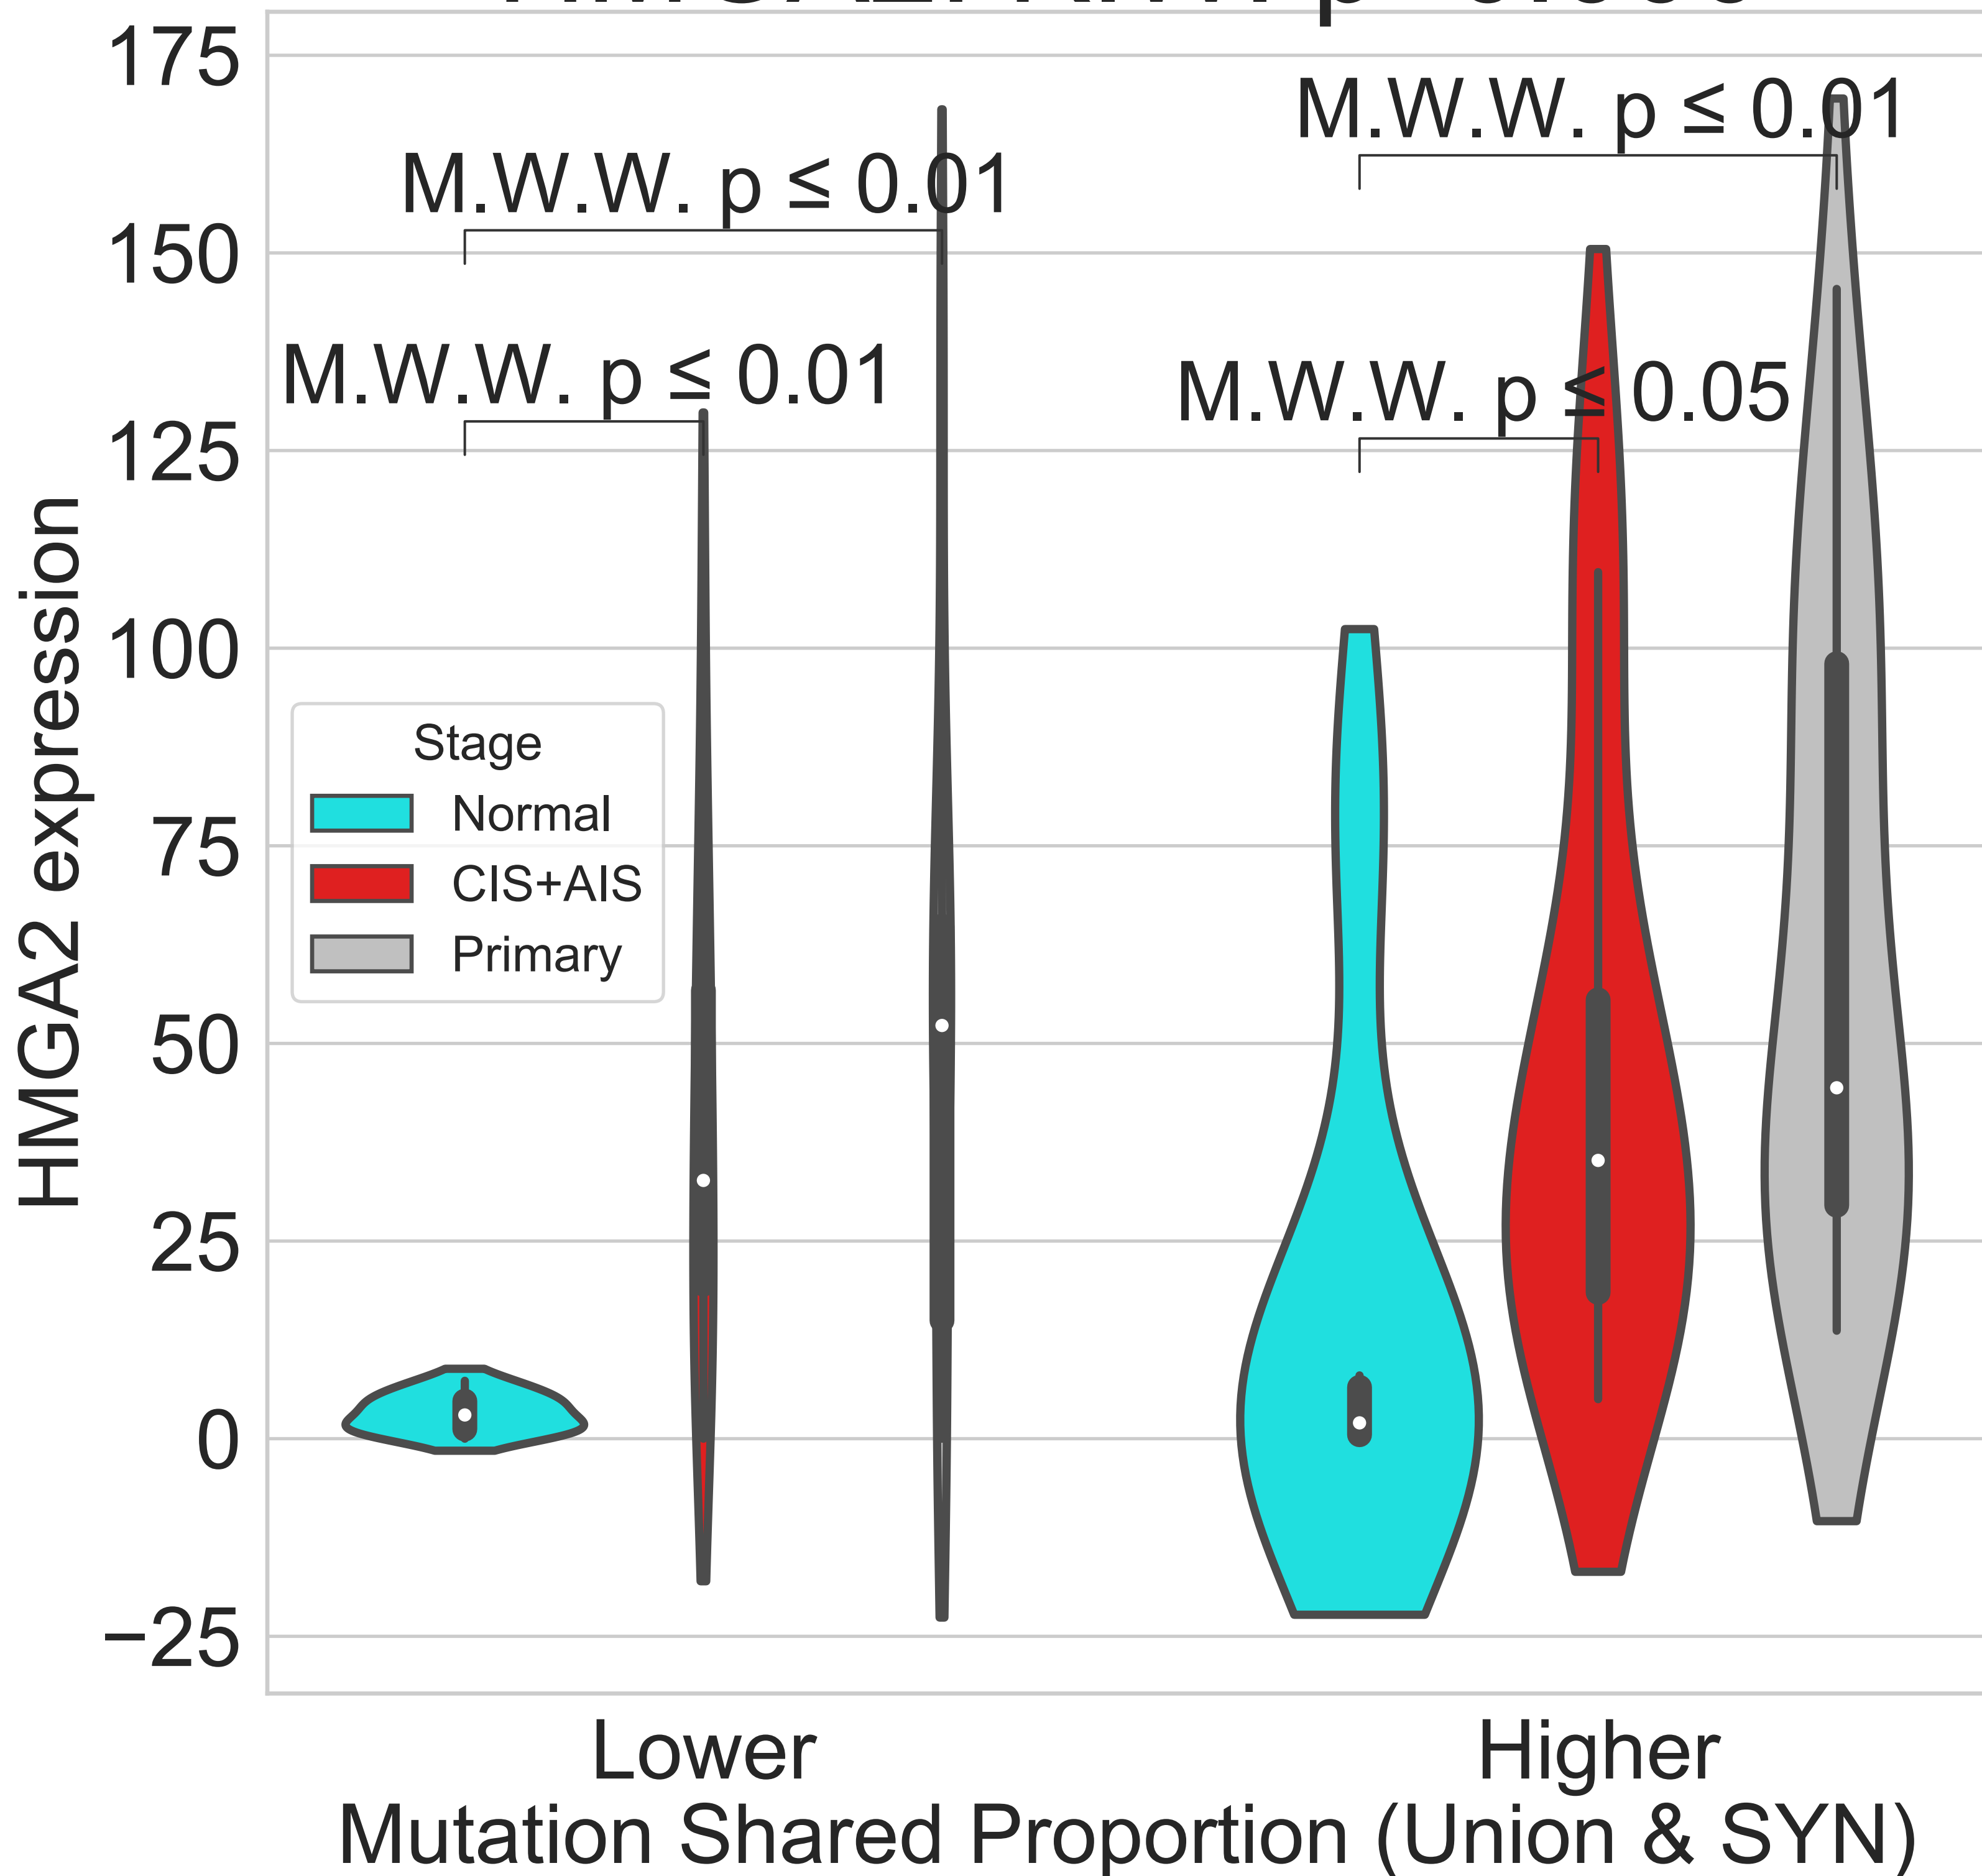 175
M.W.W. p ≤ 0.01
M.W.W. p ≤ 0.01
150
M.W.W. p ≤ 0.01
M.W.W. p ≤ 0.05
125
100
Stage
Normal
75
CIS+AIS
Primary
50
25
0
−25
HMGA2 expression
Lower
Higher
Mutation Shared Proportion (Union & SYN)